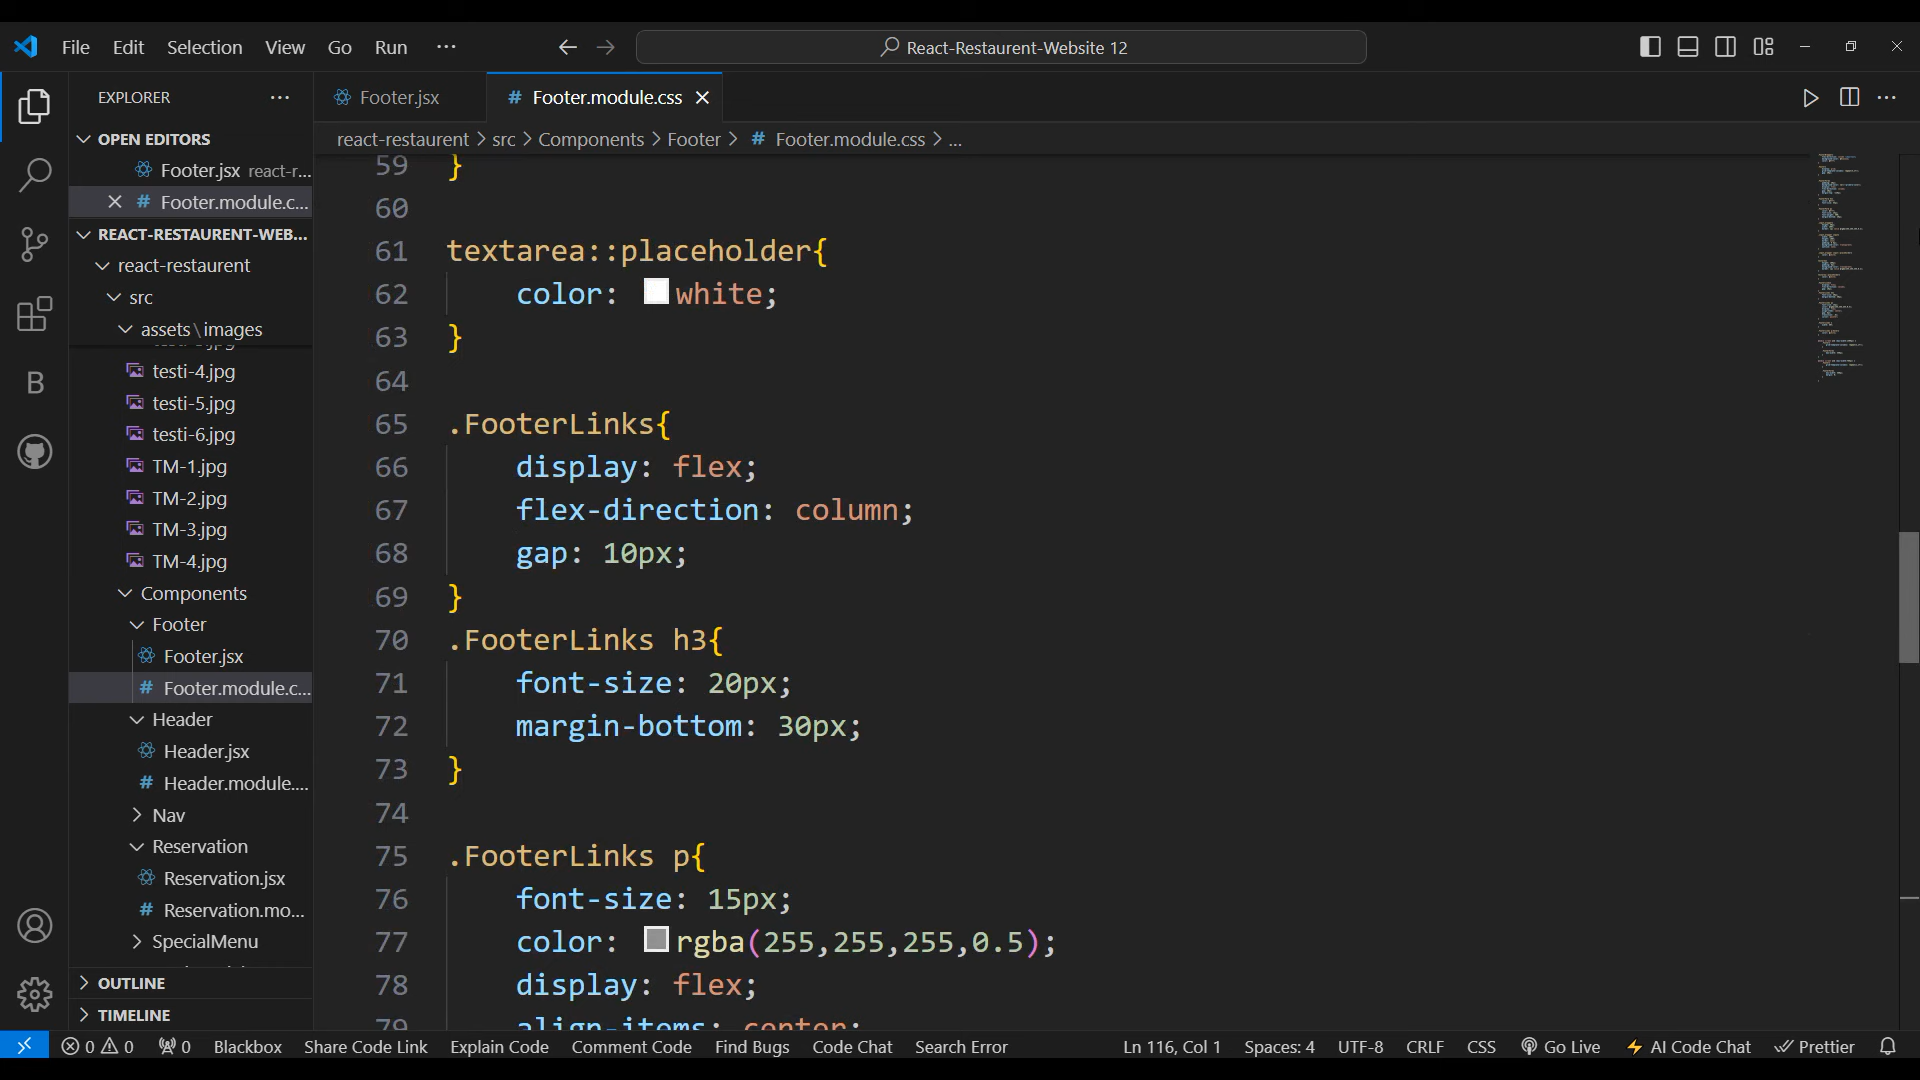 File Edit Selection View Go Run ··· React-Restaurent-Website 12
EXPLORER ···
OPEN EDITORS
Footer.jsx react-r...
# Footer.module.c...
REACT-RESTAURENT-WEB...
react-restaurent
src
assets\images
testi-4.jpg
testi-5.jpg
testi-6.jpg
TM-1.jpg
TM-2.jpg
TM-3.jpg
TM-4.jpg
Components
Footer
Footer.jsx
# Footer.module.c...
Header
Header.jsx
# Header.module....
Nav
Reservation
Reservation.jsx
# Reservation.mo...
SpecialMenu
OUTLINE
TIMELINE
B
Footer.jsx # Footer.module.css
react-restaurent > src > Components > Footer > # Footer.module.css > ...
59 }
60
61 textarea::placeholder{
62 color: white;
63 }
64
65 .FooterLinks{
66 display: flex;
67 flex-direction: column;
68 gap: 10px;
69 }
70 .FooterLinks h3{
71 font-size: 20px;
72 margin-bottom: 30px;
73 }
74
75 .FooterLinks p{
76 font-size: 15px;
77 color: rgba(255,255,255,0.5);
78 display: flex;
79 align-items: center;
0 0 0 Blackbox Share Code Link Explain Code Comment Code Find Bugs Code Chat Search Error Ln 116, Col 1 Spaces: 4 UTF-8 CRLF CSS Go Live AI Code Chat Prettier